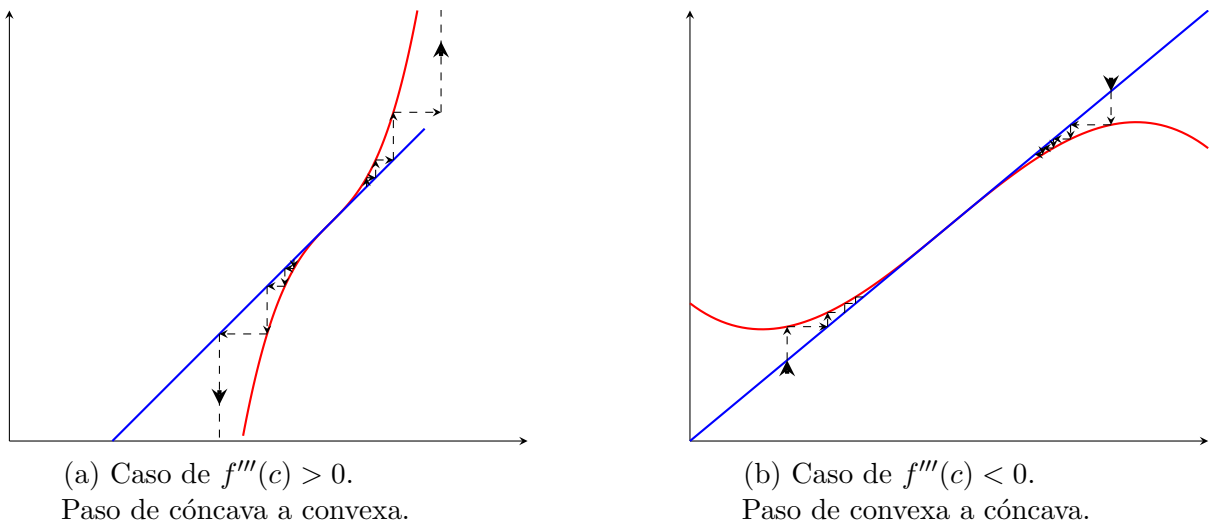 (a) Caso de f′′′(c) > 0.
Paso de cóncava a convexa.
(b) Caso de f′′′(c) < 0.
Paso de convexa a cóncava.